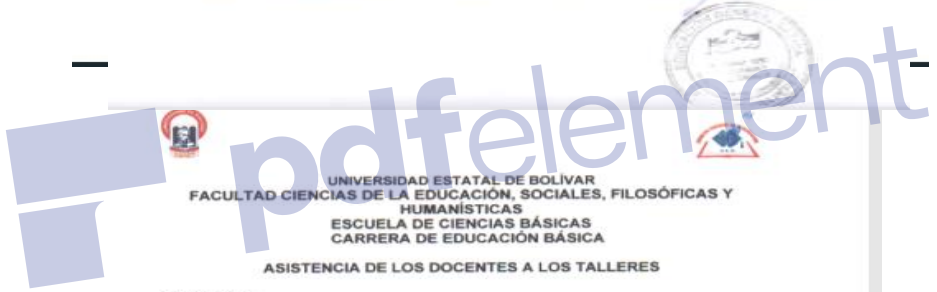 pdfelement
UNIVERSIDAD ESTATAL DE BOLÍVAR
FACULTAD CIENCIAS DE LA EDUCACIÓN, SOCIALES, FILOSÓFICAS Y
HUMANÍSTICAS
ESCUELA DE CIENCIAS BÁSICAS
CARRERA DE EDUCACIÓN BÁSICA
ASISTENCIA DE LOS DOCENTES A LOS TALLERES